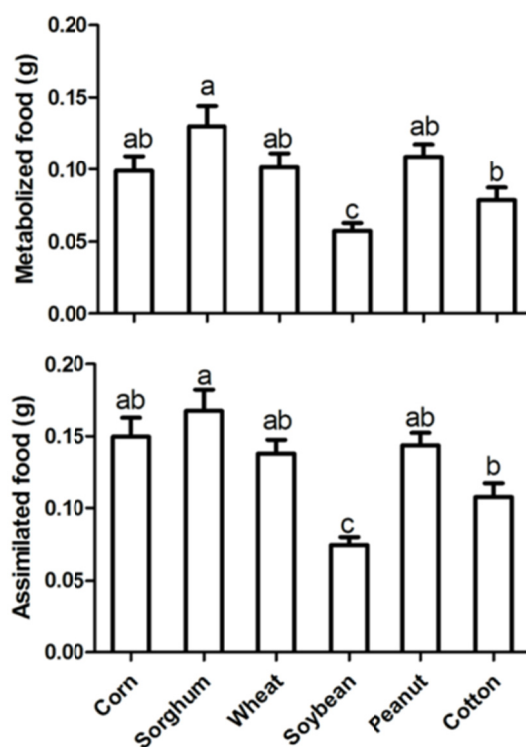 Metabolized food (g)
0.20
0.15
0.10
0.05
0.00
ab
a
ab
c
ab
b
Assimilated food (g)
0.20
0.15
0.10
0.05
0.00
ab
a
ab
c
ab
b
Corn
Sorghum
Wheat
Soybean
Peanut
Cotton